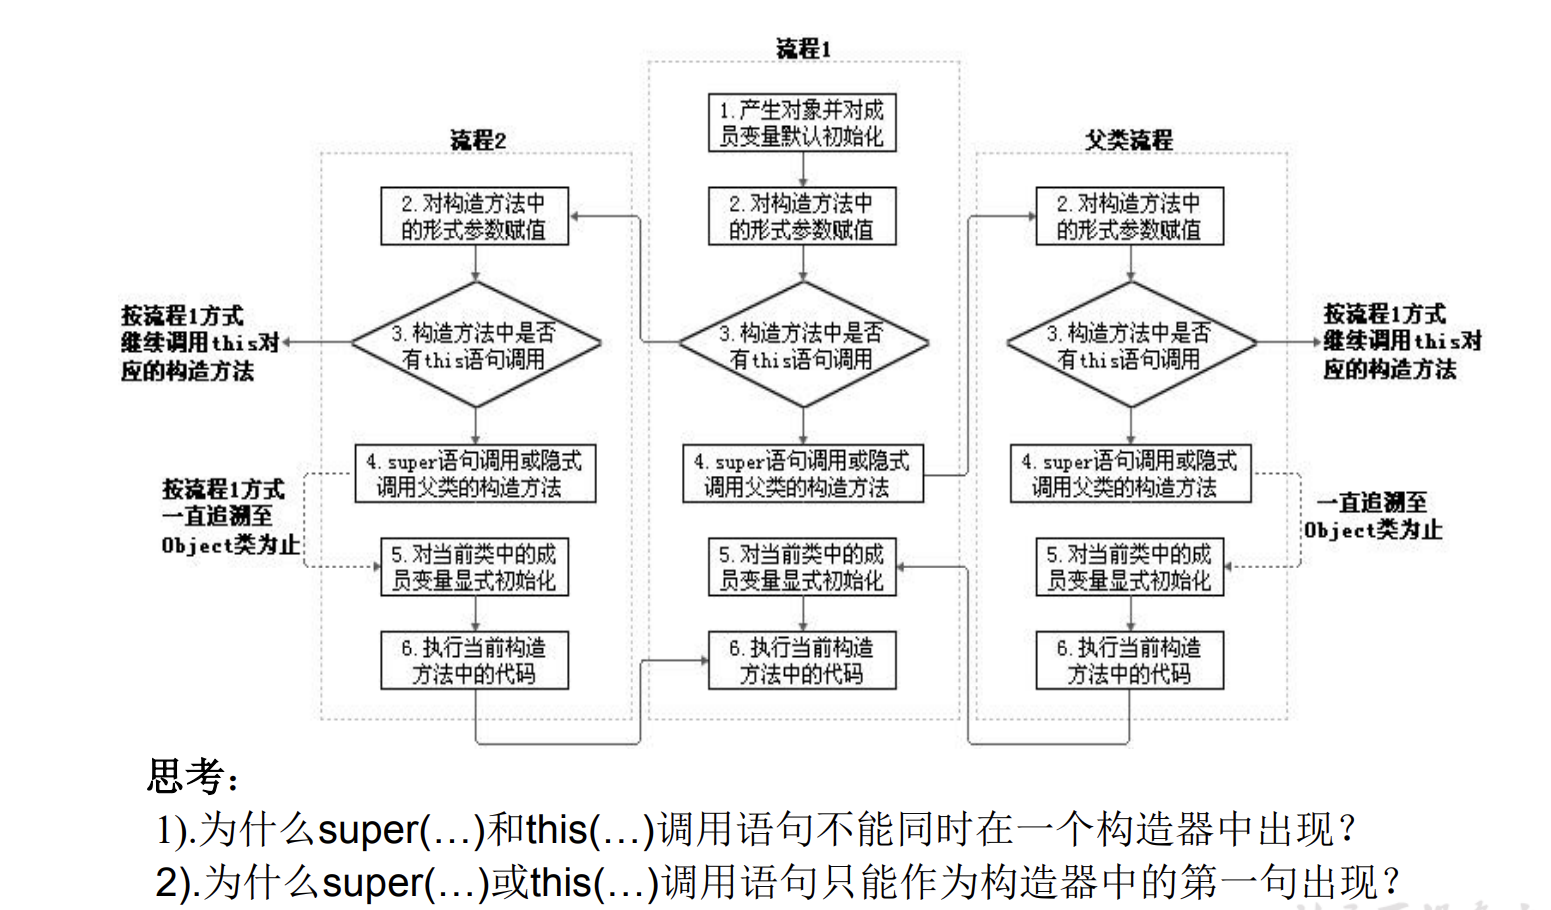 流程1
流程2
父类流程
1.产生对象并对成
员变量默认初始化
2.对构造方法中
的形式参数赋值
2.对构造方法中
的形式参数赋值
2.对构造方法中
的形式参数赋值
按流程1方式
继续调用this对
应的构造方法
3.构造方法中是否
有this语句调用
3.构造方法中是否
有this语句调用
3.构造方法中是否
有this语句调用
按流程1方式
继续调用this对
应的构造方法
4.super语句调用或隐式
调用父类的构造方法
4.super语句调用或隐式
调用父类的构造方法
4.super语句调用或隐式
调用父类的构造方法
按流程1方式
一直追溯至
Object类为止
一直追溯至
Object类为止
5.对当前类中的成
员变量显式初始化
5.对当前类中的成
员变量显式初始化
5.对当前类中的成
员变量显式初始化
6.执行当前构造
方法中的代码
6.执行当前构造
方法中的代码
6.执行当前构造
方法中的代码
思考：
1).为什么super(…)和this(…)调用语句不能同时在一个构造器中出现？
2).为什么super(…)或this(…)调用语句只能作为构造器中的第一句出现？